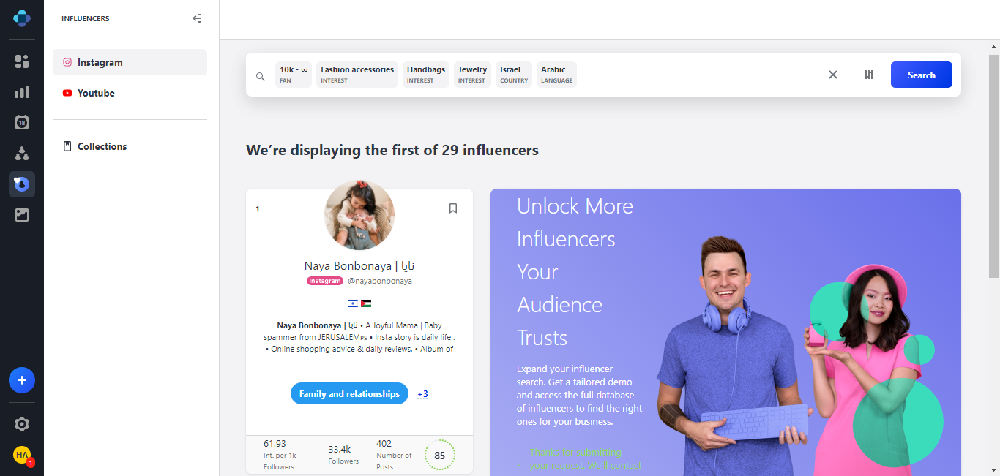 INFLUENCERS
Instagram
Youtube
Collections
18
HA
1
10k - ∞
FAN
Fashion accessories
INTEREST
Handbags
INTEREST
Jewelry
INTEREST
Israel
COUNTRY
Arabic
LANGUAGE
Search
We’re displaying the first of 29 influencers
1
Naya Bonbonaya | نايا
Instagram @nayabonbonaya
Naya Bonbonaya | نايا • A Joyful Mama | Baby
spammer from JERUSALEMᴘs • Insta story is daily life .
• Online shopping advice & daily reviews. • Album of
Family and relationships +3
61.93
Int. per 1k
Followers
33.4k
Followers
402
Number of
Posts
85
Unlock More
Influencers
Your
Audience
Trusts
Expand your influencer
search. Get a tailored demo
and access the full database
of influencers to find the right
ones for your business.
Thanks for submitting
your request. We'll contact